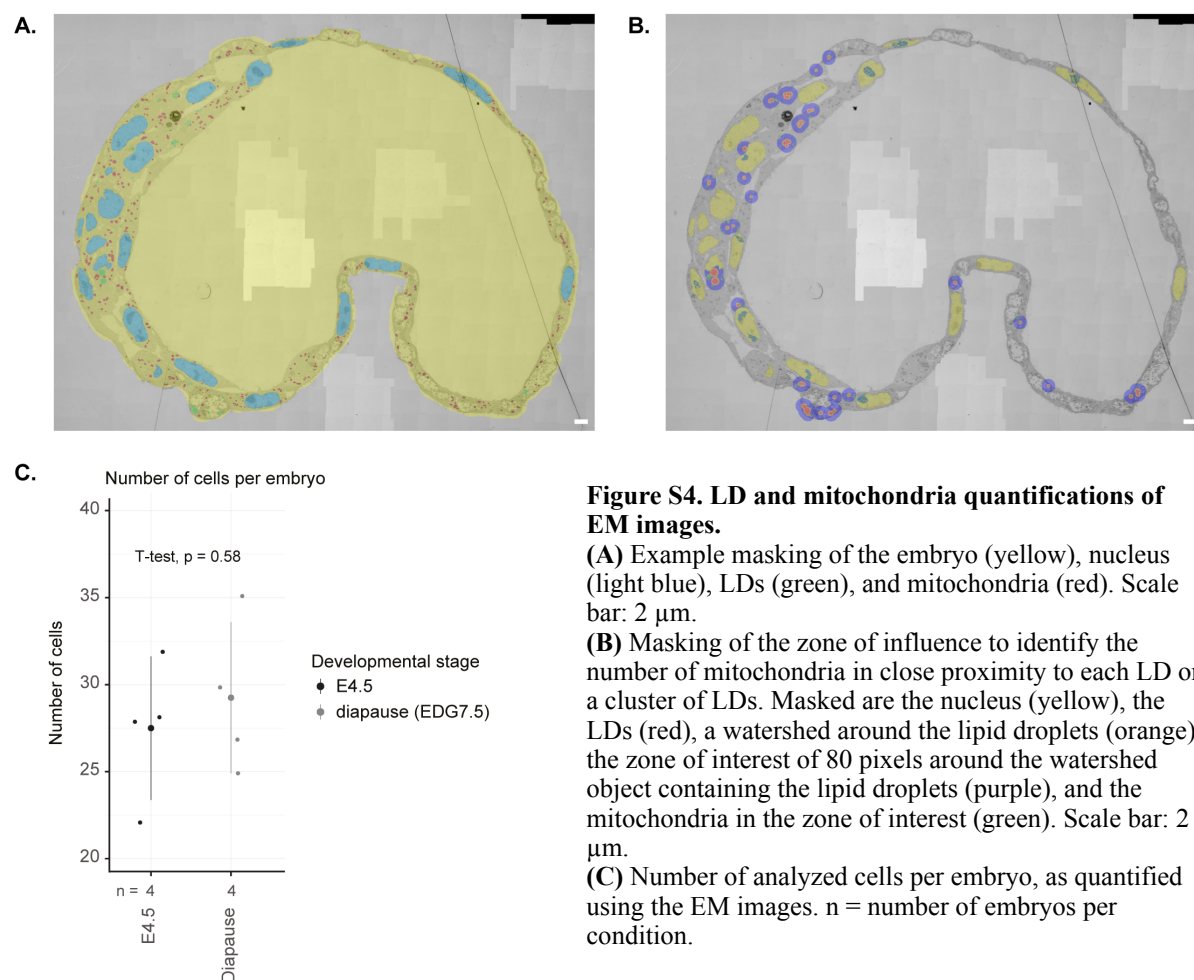 A.
B.
C.
Number of cells per embryo
40
T-test, p = 0.58
35
30
25
20
Number of cells
Developmental stage
E4.5
diapause (EDG7.5)
n = 4
4
E4.5
Diapause
Figure S4. LD and mitochondria quantifications of
EM images.
(A) Example masking of the embryo (yellow), nucleus
(light blue), LDs (green), and mitochondria (red). Scale
bar: 2 µm.
(B) Masking of the zone of influence to identify the
number of mitochondria in close proximity to each LD or
a cluster of LDs. Masked are the nucleus (yellow), the
LDs (red), a watershed around the lipid droplets (orange)
the zone of interest of 80 pixels around the watershed
object containing the lipid droplets (purple), and the
mitochondria in the zone of interest (green). Scale bar: 2
µm.
(C) Number of analyzed cells per embryo, as quantified
using the EM images. n = number of embryos per
condition.